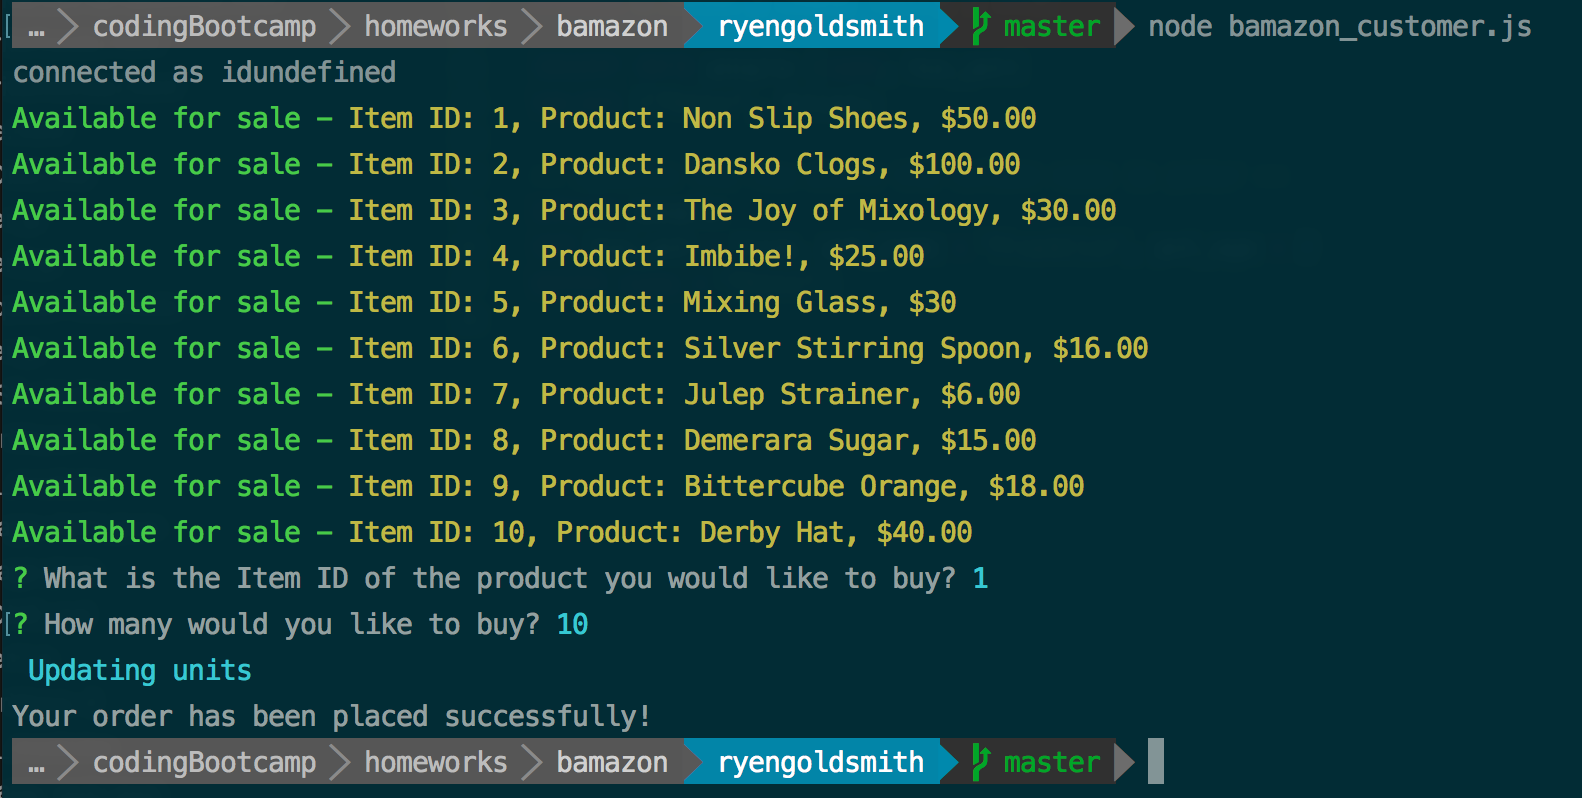 … codingBootcamp homeworks bamazon ryengoldsmith master node bamazon_customer.js
connected as idundefined
Available for sale – Item ID: 1, Product: Non Slip Shoes, $50.00
Available for sale – Item ID: 2, Product: Dansko Clogs, $100.00
Available for sale – Item ID: 3, Product: The Joy of Mixology, $30.00
Available for sale – Item ID: 4, Product: Imbibe!, $25.00
Available for sale – Item ID: 5, Product: Mixing Glass, $30
Available for sale – Item ID: 6, Product: Silver Stirring Spoon, $16.00
Available for sale – Item ID: 7, Product: Julep Strainer, $6.00
Available for sale – Item ID: 8, Product: Demerara Sugar, $15.00
Available for sale – Item ID: 9, Product: Bittercube Orange, $18.00
Available for sale – Item ID: 10, Product: Derby Hat, $40.00
? What is the Item ID of the product you would like to buy? 1
[? How many would you like to buy? 10
Updating units
Your order has been placed successfully!
… codingBootcamp homeworks bamazon ryengoldsmith master